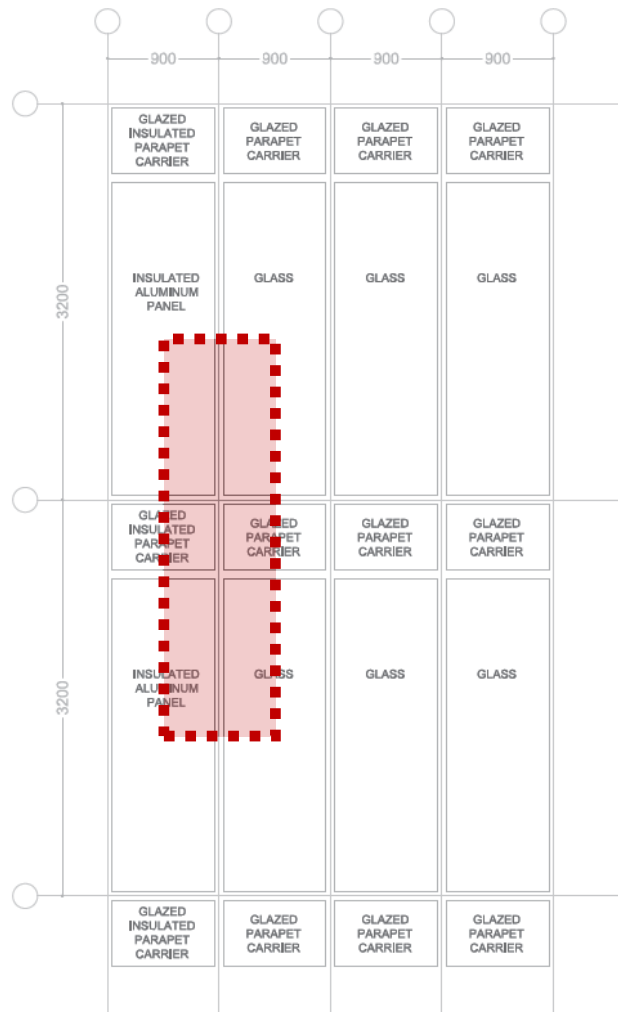 900 900 900 900
GLAZED
INSULATED
PARAPET
CARRIER
GLAZED
PARAPET
CARRIER
GLAZED
PARAPET
CARRIER
GLAZED
PARAPET
CARRIER
3200
INSULATED
ALUMINUM
PANEL
GLASS
GLASS
GLASS
GLAZED
INSULATED
PARAPET
CARRIER
GLAZED
PARAPET
CARRIER
GLAZED
PARAPET
CARRIER
GLAZED
PARAPET
CARRIER
3200
INSULATED
ALUMINUM
PANEL
GLASS
GLASS
GLASS
GLAZED
INSULATED
PARAPET
CARRIER
GLAZED
PARAPET
CARRIER
GLAZED
PARAPET
CARRIER
GLAZED
PARAPET
CARRIER